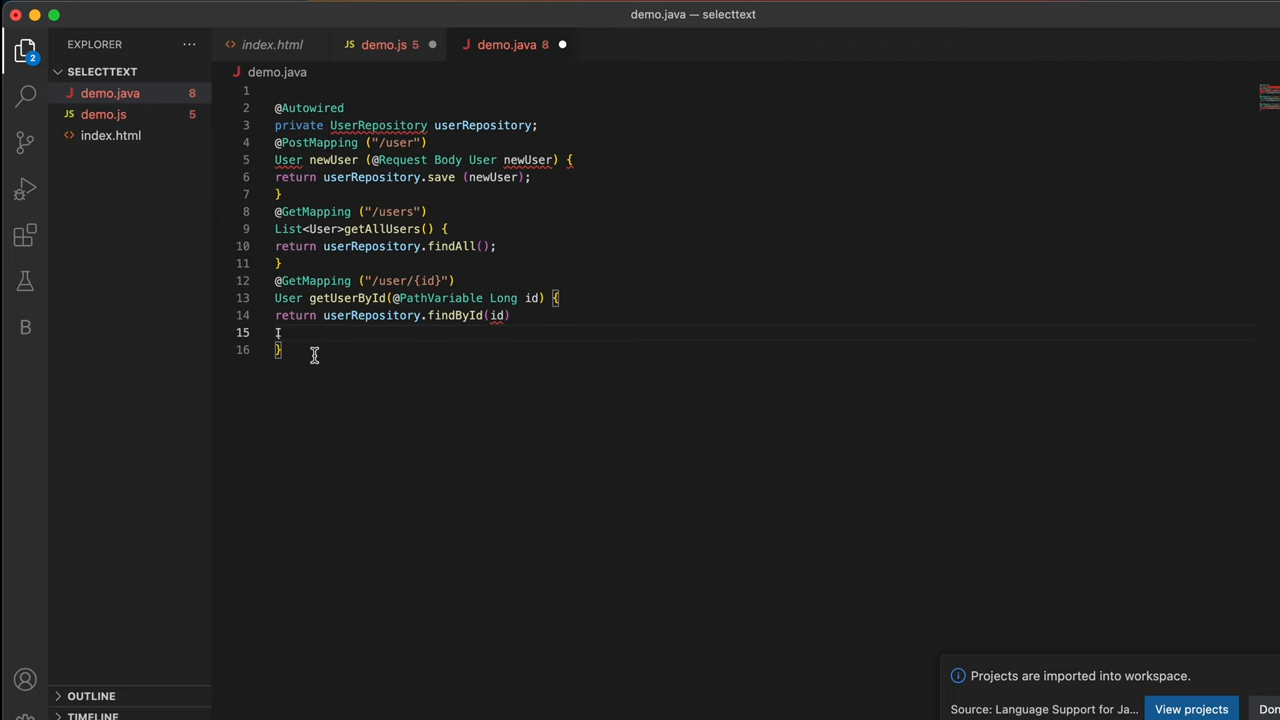 demo.java — selecttext
EXPLORER ...
index.html
demo.js 5
demo.java 8
SELECTTEXT
demo.java
demo.java 8
demo.js 5
index.html
2
1
2 @Autowired
3 private UserRepository userRepository;
4 @PostMapping ("/user")
5 User newUser (@Request Body User newUser) {
6 return userRepository.save (newUser);
7 }
8 @GetMapping ("/users")
9 List<User>getAllUsers() {
10 return userRepository.findAll();
11 }
12 @GetMapping ("/user/{id}")
13 User getUserById(@PathVariable Long id) {
14 return userRepository.findById(id)
15
16 }
B
OUTLINE
TIMELINE
Projects are imported into workspace.
Source: Language Support for Ja...
View projects
Don